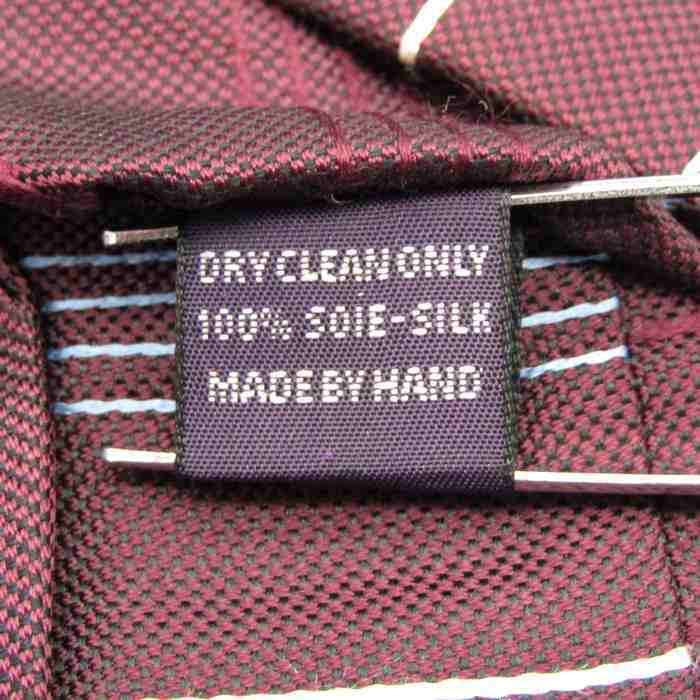 DRY CLEAN ONLY
100% SOIE-SILK
MADE BY HAND